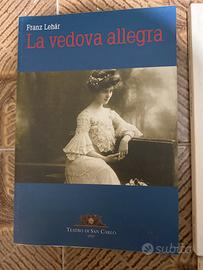 Franz Lehár
La vedova allegra
TEATRO DI SAN CARLO
subito